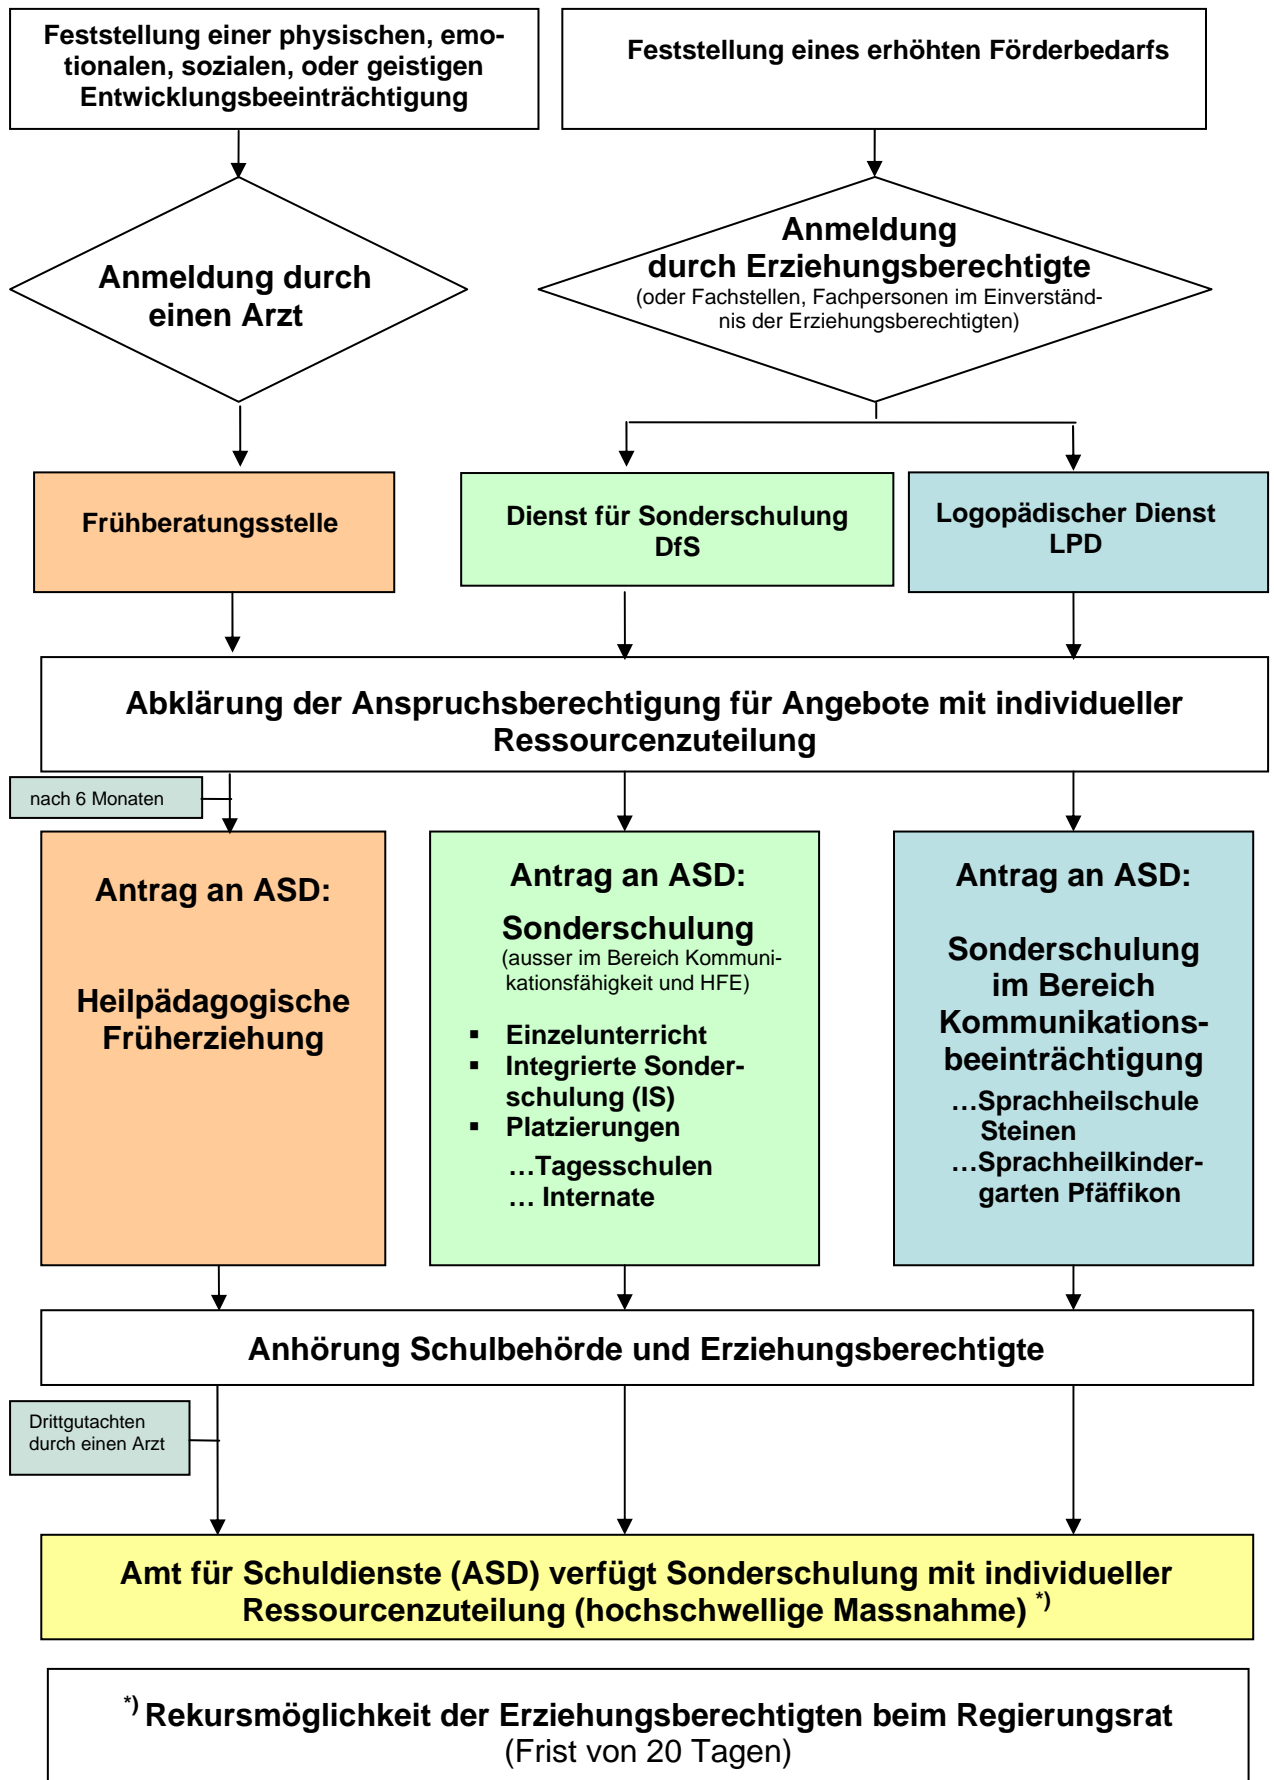 Feststellung einer physischen, emo-
tionalen, sozialen, oder geistigen
Entwicklungsbeeinträchtigung
Feststellung eines erhöhten Förderbedarfs
Anmeldung durch
einen Arzt
Anmeldung
durch Erziehungsberechtigte
(oder Fachstellen, Fachpersonen im Einverständ-
nis der Erziehungsberechtigten)
Frühberatungsstelle
Dienst für Sonderschulung
DfS
Logopädischer Dienst
LPD
Abklärung der Anspruchsberechtigung für Angebote mit individueller
Ressourcenzuteilung
nach 6 Monaten
Antrag an ASD:
Heilpädagogische
Früherziehung
Antrag an ASD:
Sonderschulung
(ausser im Bereich Kommuni-
kationsfähigkeit und HFE)
▪ Einzelunterricht
▪ Integrierte Sonder-
schulung (IS)
▪ Platzierungen
…Tagesschulen
… Internate
Antrag an ASD:
Sonderschulung
im Bereich
Kommunikations-
beeinträchtigung
…Sprachheilschule
Steinen
…Sprachheilkinder-
garten Pfäffikon
Anhörung Schulbehörde und Erziehungsberechtigte
Drittgutachten
durch einen Arzt
Amt für Schuldienste (ASD) verfügt Sonderschulung mit individueller
Ressourcenzuteilung (hochschwellige Massnahme) *)
*) Rekursmöglichkeit der Erziehungsberechtigten beim Regierungsrat
(Frist von 20 Tagen)